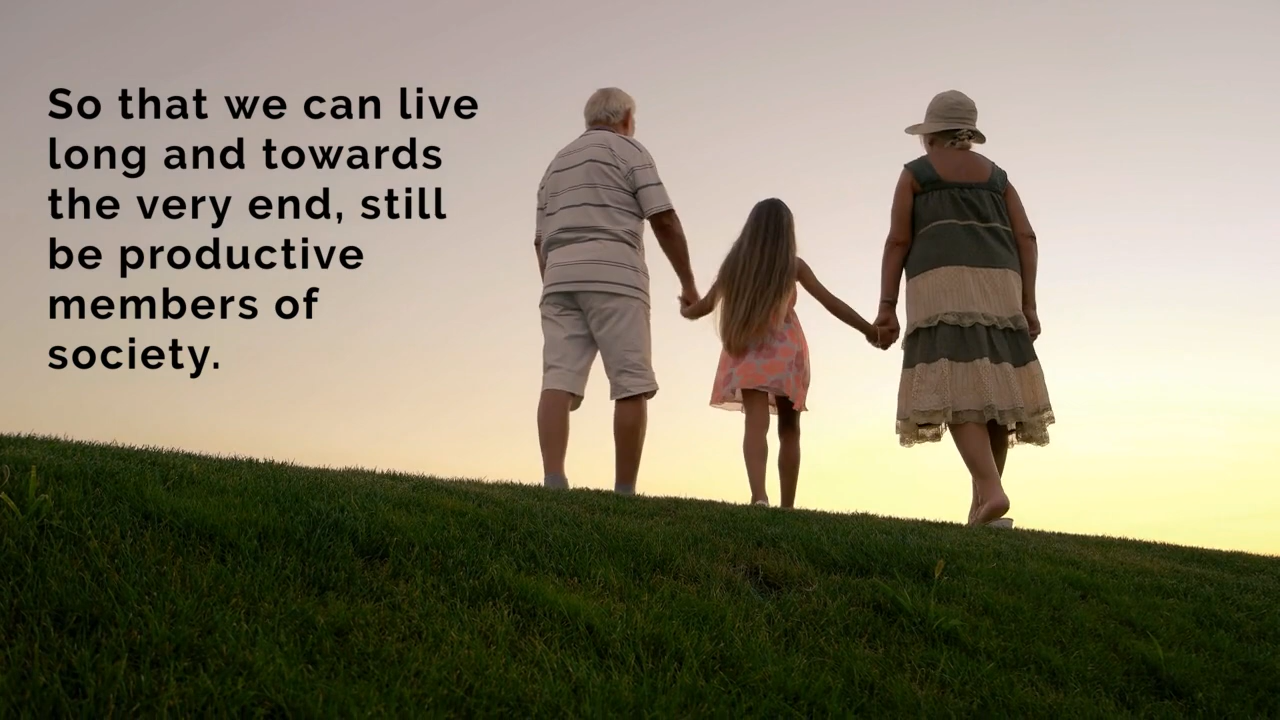 So that we can live
long and towards
the very end, still
be productive
members of
society.